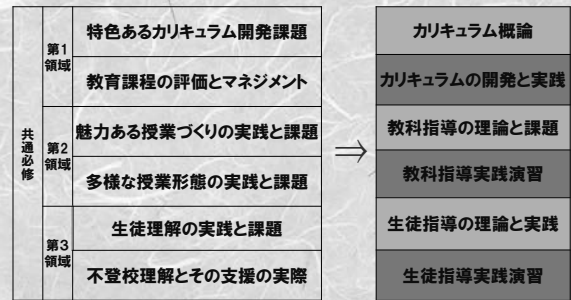 共通必修
第1
領域
特色あるカリキュラム開発課題
教育課程の評価とマネジメント
第2
領域
魅力ある授業づくりの実践と課題
多様な授業形態の実践と課題
第3
領域
生徒理解の実践と課題
不登校理解とその支援の実際
⇒
カリキュラム概論
カリキュラムの開発と実践
教科指導の理論と課題
教科指導実践演習
生徒指導の理論と実践
生徒指導実践演習